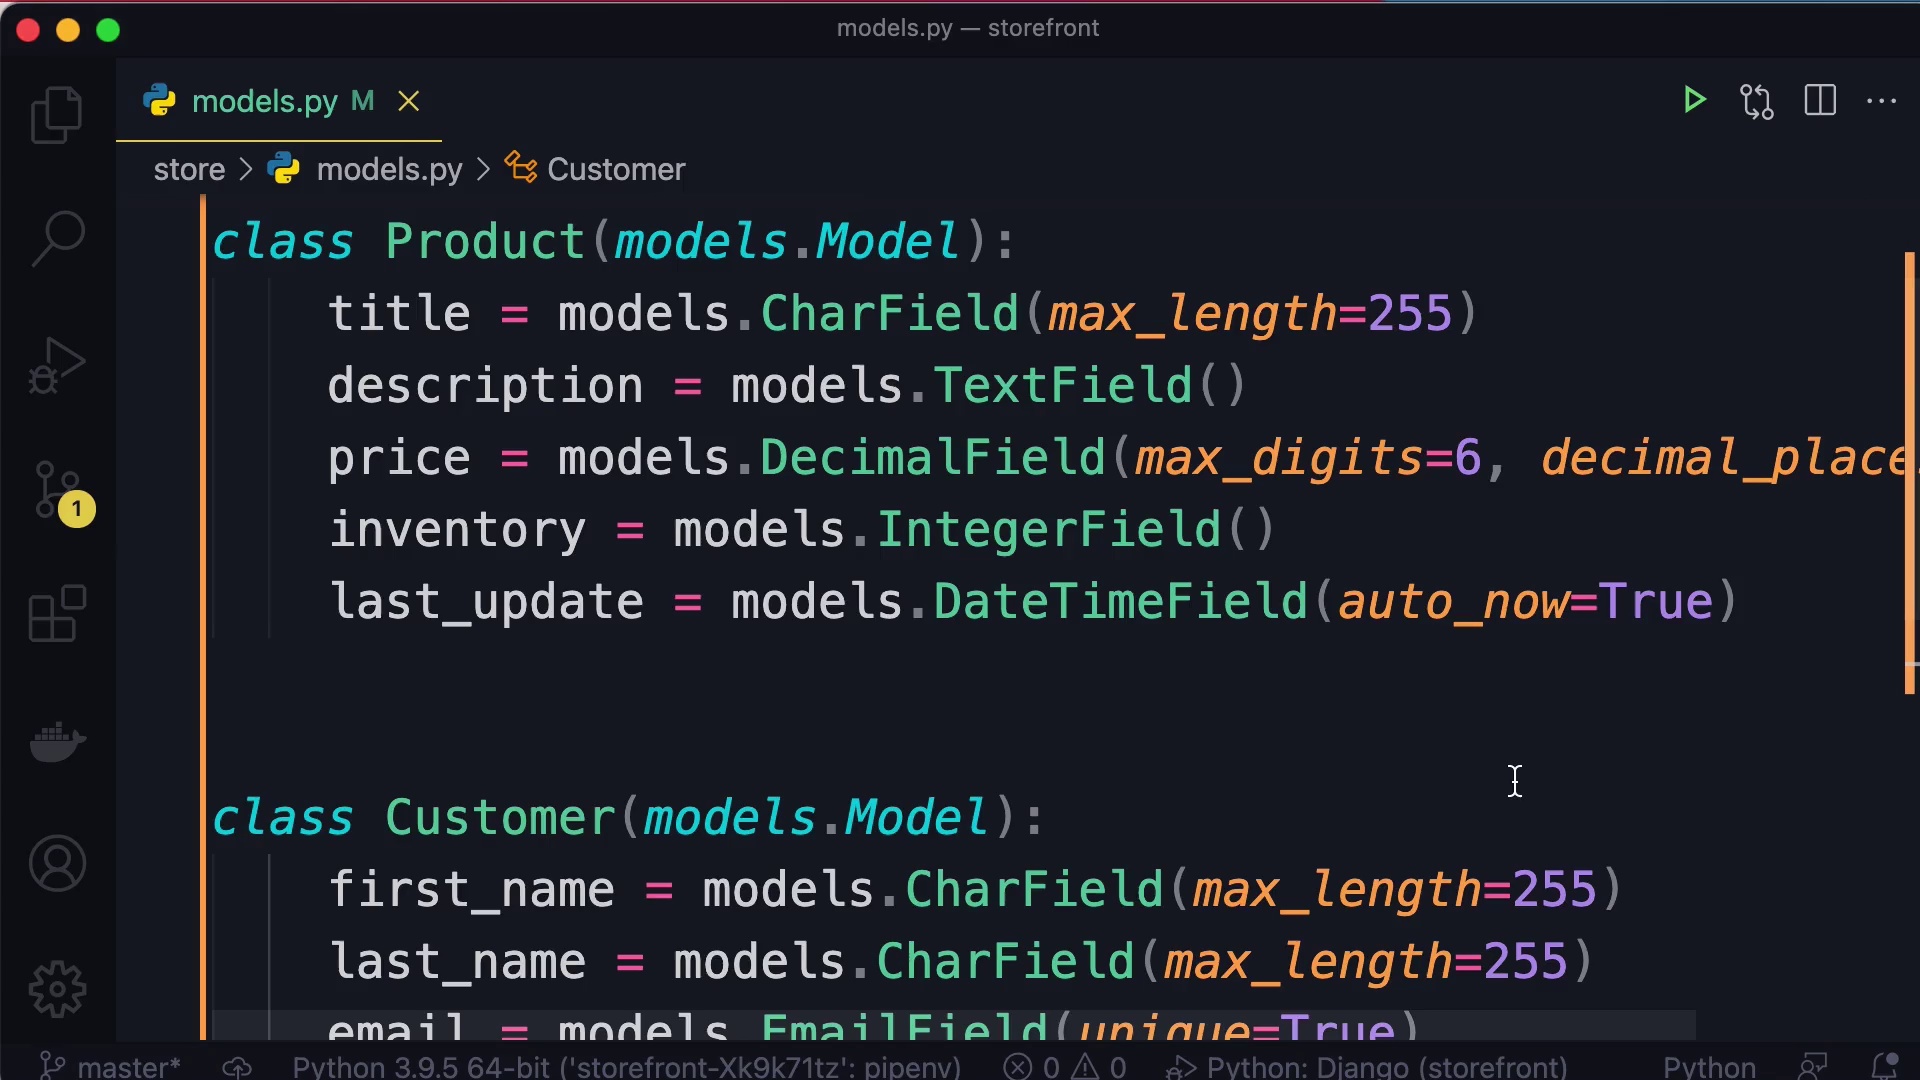 models.py — storefront
models.py M
store > models.py > Customer
class Product(models.Model):
title = models.CharField(max_length=255)
description = models.TextField()
price = models.DecimalField(max_digits=6, decimal_place
inventory = models.IntegerField()
last_update = models.DateTimeField(auto_now=True)
class Customer(models.Model):
first_name = models.CharField(max_length=255)
last_name = models.CharField(max_length=255)
email = models.EmailField(unique=True)
1
master* Python 3.9.5 64-bit ('storefront-Xk9k71tz': pipenv) 0 0 Python: Django (storefront) Python